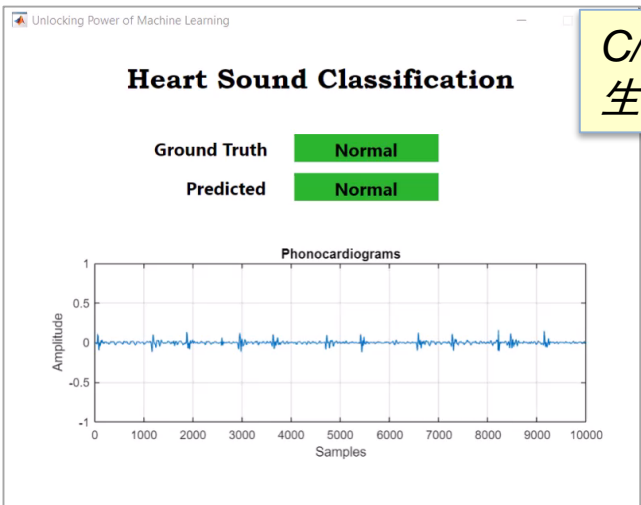 Unlocking Power of Machine Learning
C/
生
Heart Sound Classification
Ground Truth Normal
Predicted Normal
Phonocardiograms
1
0.5
0
-0.5
-1
Amplitude
0 1000 2000 3000 4000 5000 6000 7000 8000 9000 10000
Samples